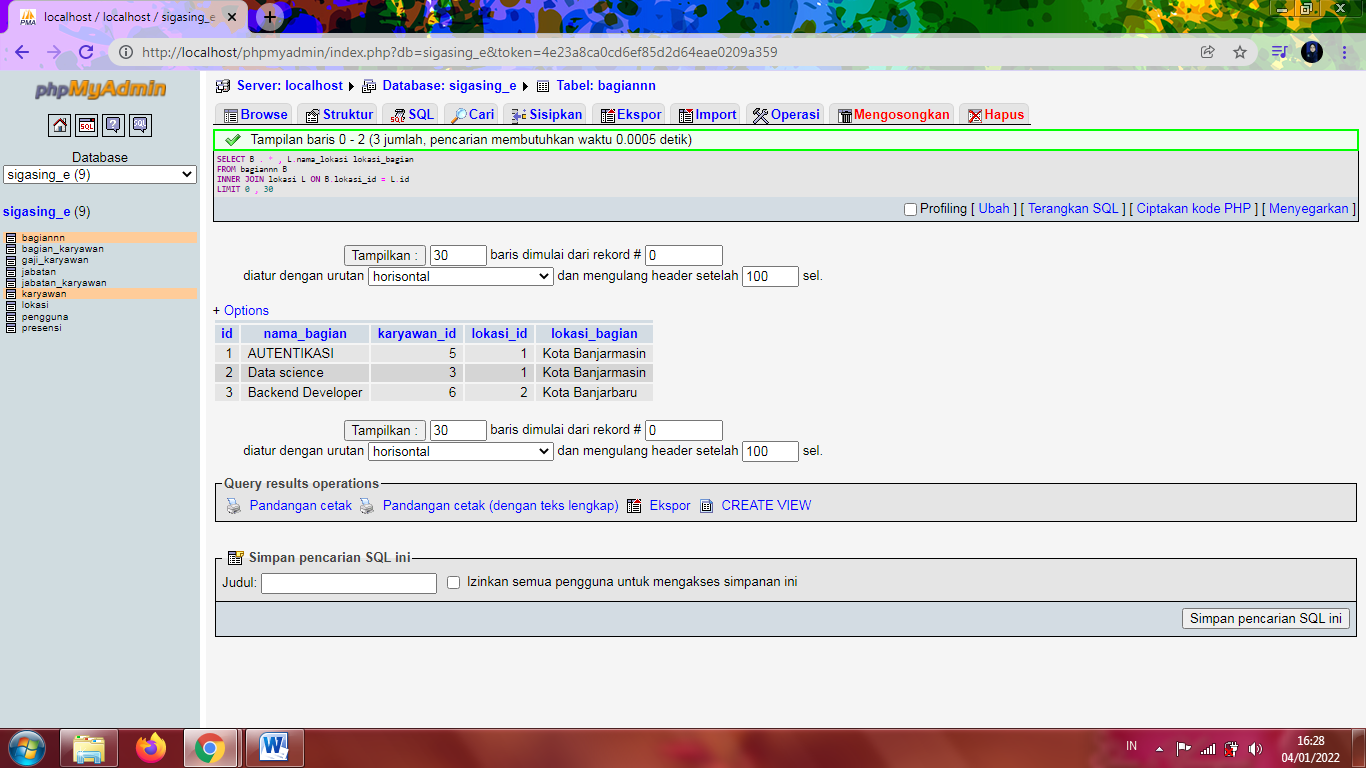 localhost / localhost / sigasing_e
http://localhost/phpmyadmin/index.php?db=sigasing_e&token=4e23a8ca0cd6ef85d2d64eae0209a359
phpMyAdmin
Database
sigasing_e (9)
sigasing_e (9)
bagiannn
bagian_karyawan
gaji_karyawan
jabatan
jabatan_karyawan
karyawan
lokasi
pengguna
presensi
Server: localhost Database: sigasing_e Tabel: bagiannn
Browse Struktur SQL Cari Sisipkan Ekspor Import Operasi Mengosongkan Hapus
Tampilan baris 0 - 2 (3 jumlah, pencarian membutuhkan waktu 0.0005 detik)
SELECT B . * , L.nama_lokasi lokasi_bagian
FROM bagiannn B
INNER JOIN lokasi L ON B.lokasi_id = L.id
LIMIT 0 , 30
Profiling [ Ubah ] [ Terangkan SQL ] [ Ciptakan kode PHP ] [ Menyegarkan ]
Tampilkan : 30 baris dimulai dari rekord # 0
diatur dengan urutan horisontal dan mengulang header setelah 100 sel.
+ Options
id nama_bagian karyawan_id lokasi_id lokasi_bagian
1 AUTENTIKASI 5 1 Kota Banjarmasin
2 Data science 3 1 Kota Banjarmasin
3 Backend Developer 6 2 Kota Banjarbaru
Tampilkan : 30 baris dimulai dari rekord # 0
diatur dengan urutan horisontal dan mengulang header setelah 100 sel.
Query results operations
Pandangan cetak Pandangan cetak (dengan teks lengkap) Ekspor CREATE VIEW
Simpan pencarian SQL ini
Judul: Izinkan semua pengguna untuk mengakses simpanan ini
Simpan pencarian SQL ini
IN
16:28
04/01/2022